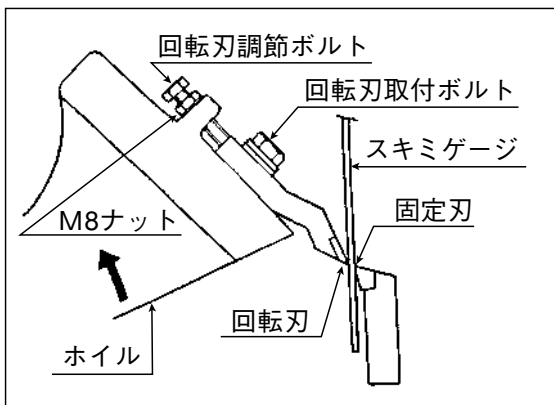 回転刃調節ボルト
回転刃取付ボルト
スキミゲージ
M8ナット
固定刃
回転刃
ホイル